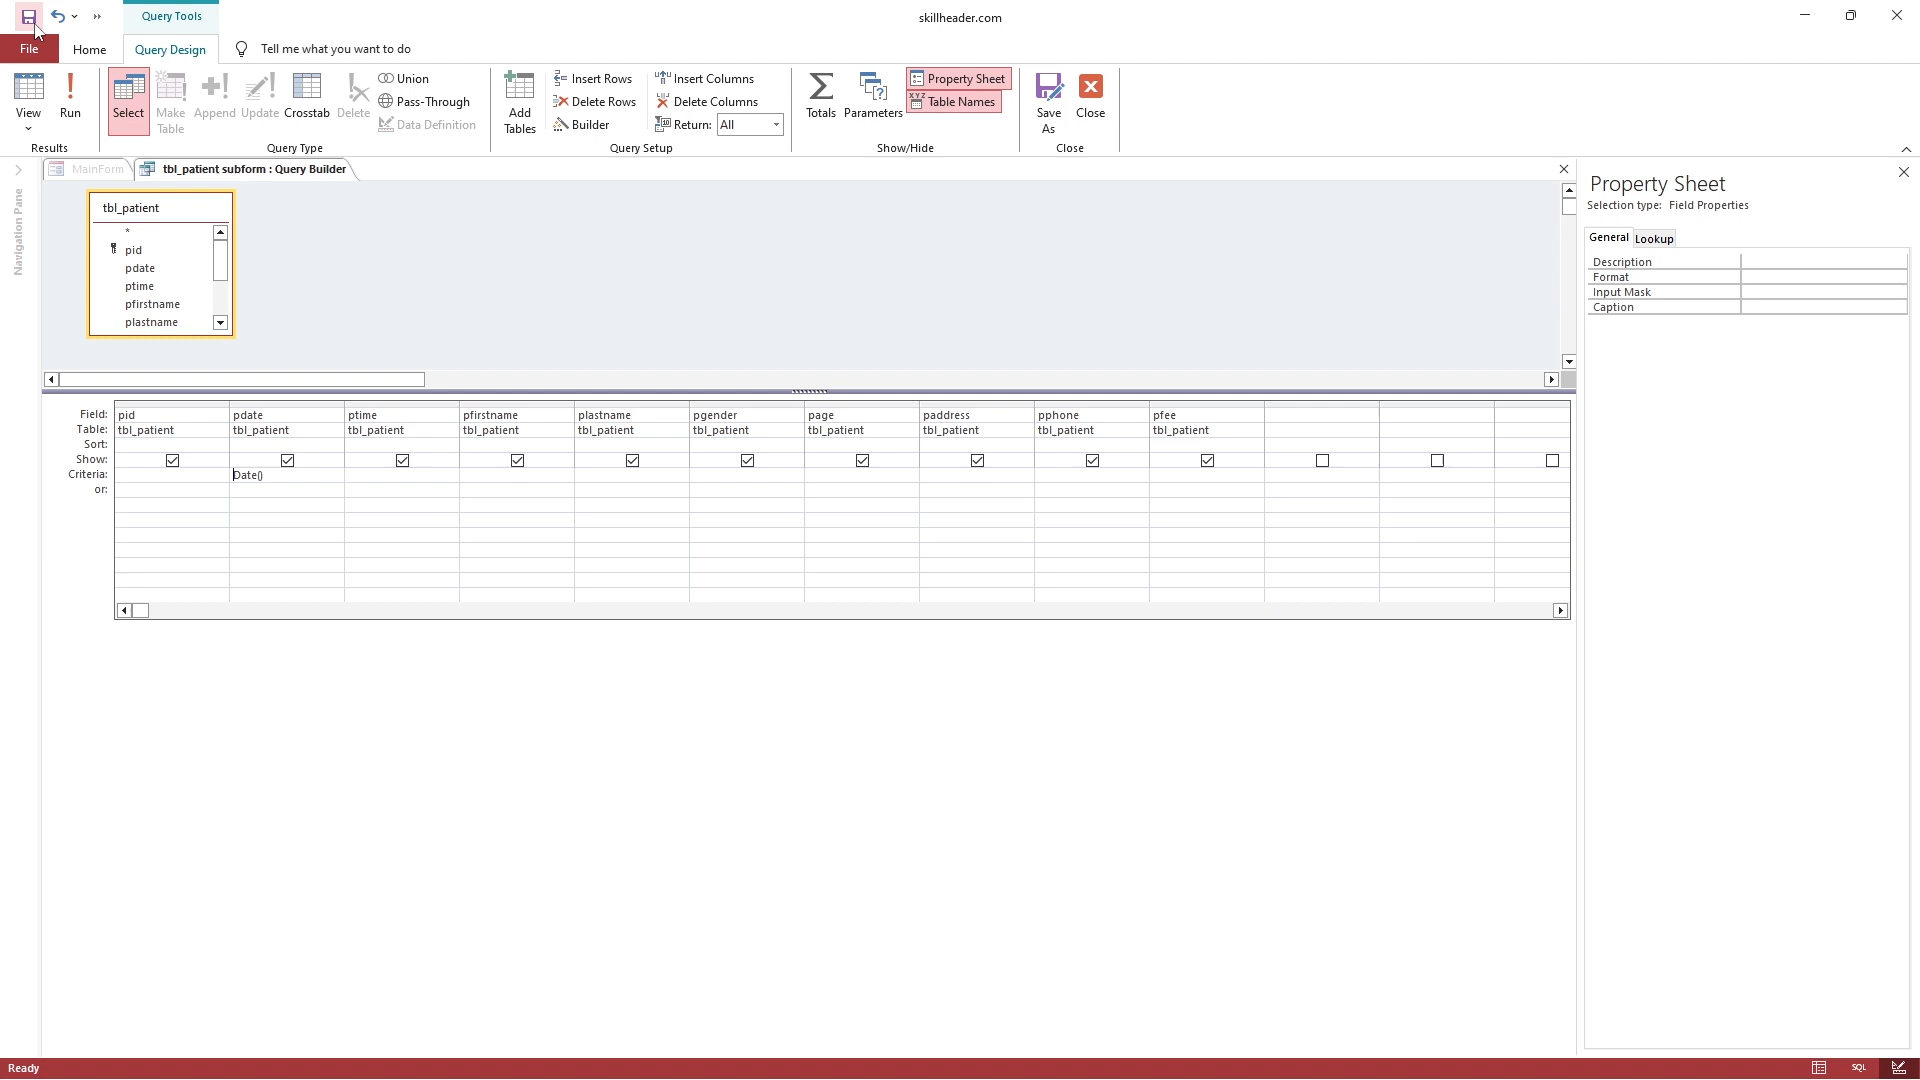 Query Tools
skillheader.com
File
Home
Query Design
Tell me what you want to do
View
Run
Results
Select
Make
Table
Append
Update
Crosstab
Delete
Union
Pass-Through
Data Definition
Query Type
Add
Tables
Insert Rows
Delete Rows
Builder
Insert Columns
Delete Columns
Return: All
Query Setup
Totals
Parameters
Property Sheet
XYZ Table Names
Show/Hide
Save
As
Close
Close
Navigation Pane
MainForm
tbl_patient subform : Query Builder
tbl_patient
*
pid
pdate
ptime
pfirstname
plastname
Field: pid pdate ptime pfirstname plastname pgender page paddress pphone pfee
Table: tbl_patient tbl_patient tbl_patient tbl_patient tbl_patient tbl_patient tbl_patient tbl_patient tbl_patient tbl_patient
Sort:
Show:
Criteria: Date()
or:
Property Sheet
Selection type: Field Properties
General Lookup
Description
Format
Input Mask
Caption
Ready
SQL